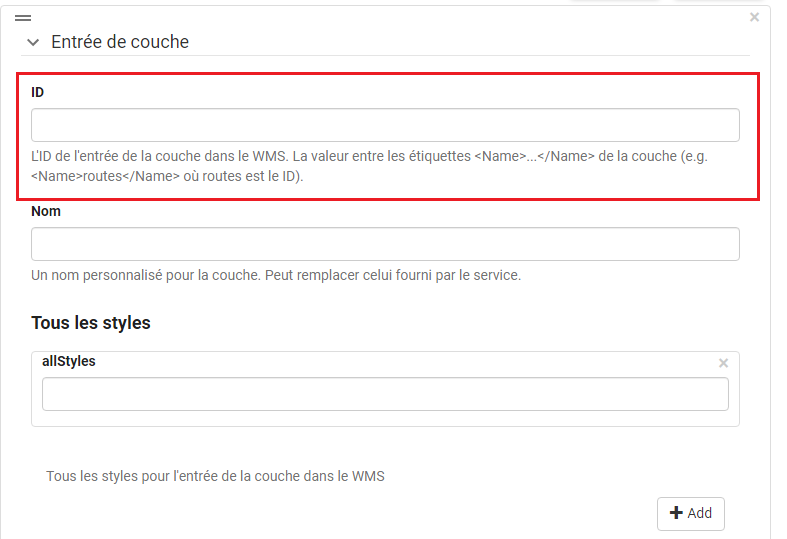 Entrée de couche
ID
L'ID de l'entrée de la couche dans le WMS. La valeur entre les étiquettes <Name>...</Name> de la couche (e.g.
<Name>routes</Name> où routes est le ID).
Nom
Un nom personnalisé pour la couche. Peut remplacer celui fourni par le service.
Tous les styles
allStyles
Tous les styles pour l'entrée de la couche dans le WMS
Add